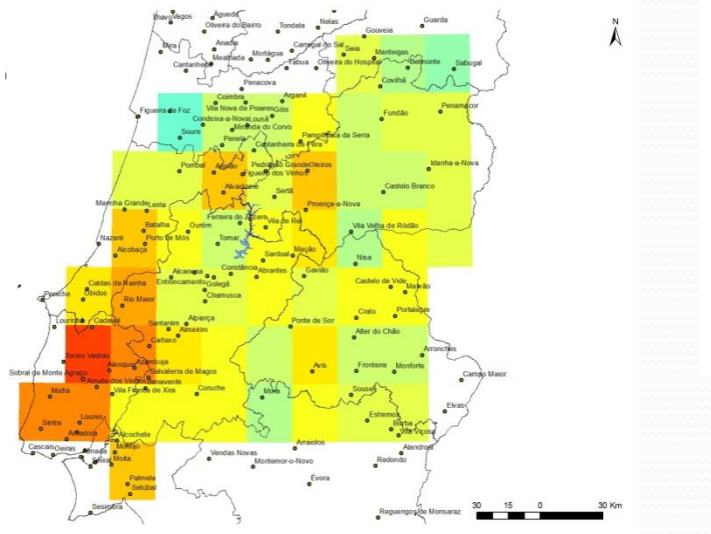 Ílhavo Vagos Águeda
Oliveira do Bairro Tondela Nelas Guarda
Gouveia
N
Mira Anadia Carregal do Sal Seia
Mealhada Mortágua Manteigas
Cantanhede Tábua Oliveira do Hospital Belmonte Sabugal
Penacova Covilhã
Coimbra Arganil
Vila Nova de Poiares Góis
Figueira da Foz Condeixa-a-Nova Lousã Fundão Penamacor
Soure Miranda do Corvo
Penela Pampilhosa da Serra
Castanheira de Pera
Pombal Ansião Pedrógão Grande Oleiros Idanha-a-Nova
Figueiró dos Vinhos
Alvaiázere Sertã Castelo Branco
Marinha Grande Leiria Proença-a-Nova
Ferreira do Zêzere
Batalha Ourém Vila de Rei Vila Velha de Ródão
Nazaré Porto de Mós Tomar
Alcobaça Sardoal Mação
Nisa
Alcanena Constância
Caldas da Rainha Entroncamento Abrantes Gavião Castelo de Vide
Golegã Marvão
Peniche Óbidos Chamusca
Rio Maior Crato Portalegre
Lourinhã Cadaval Alpiarça
Santarém Almeirim Ponte de Sor
Cartaxo Alter do Chão
Torres Vedras Arronches
Alenquer Azambuja Avis Fronteira Monforte
Sobral de Monte Agraço Salvaterra de Magos Campo Maior
Arruda dos Vinhos Benavente
Mafra Vila Franca de Xira Coruche Mora Sousel
Elvas
Sintra Loures Estremoz
Amadora Alcochete Borba
Vila Viçosa
Cascais Oeiras Almada Montijo Arraiolos
Seixal Moita Vendas Novas Alandroal
Montemor-o-Novo Redondo
Palmela Évora
Setúbal
Sesimbra Reguengos de Monsaraz
30 15 0 30 Km